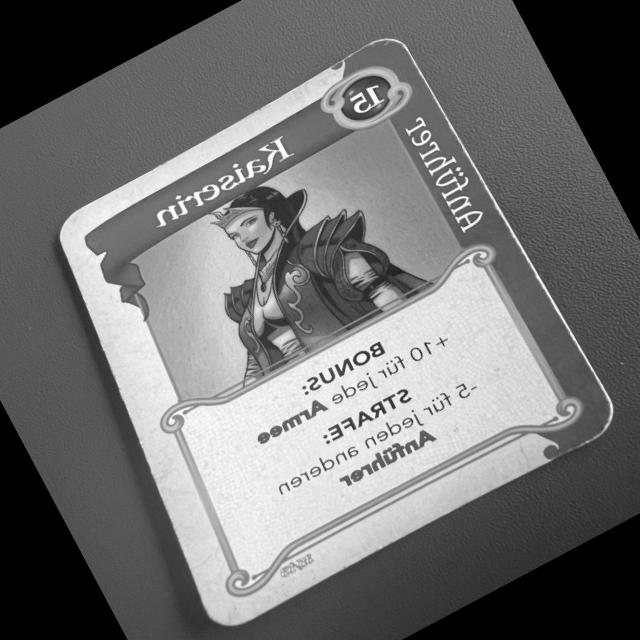 15
Kaiserin
Anführer
BONUS:
+10 für jede Armee
STRAFE:
-5 für jeden anderen
Anführer